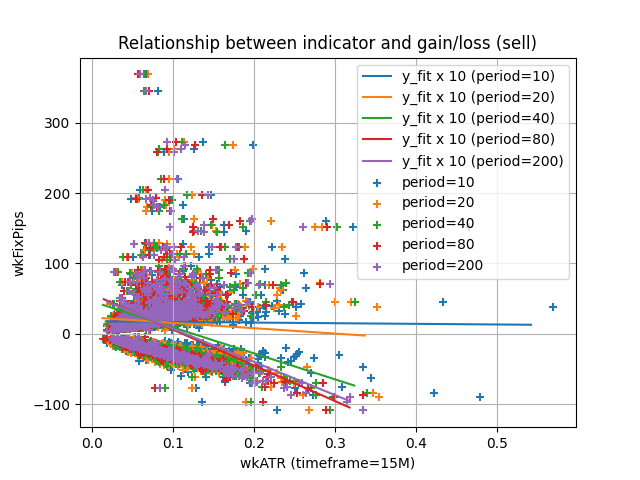 Relationship between indicator and gain/loss (sell)
y_fit x 10 (period=10)
y_fit x 10 (period=20)
y_fit x 10 (period=40)
y_fit x 10 (period=80)
y_fit x 10 (period=200)
period=10
period=20
period=40
period=80
period=200
wkFixPips
300
200
100
0
−100
0.0 0.1 0.2 0.3 0.4 0.5
wkATR (timeframe=15M)